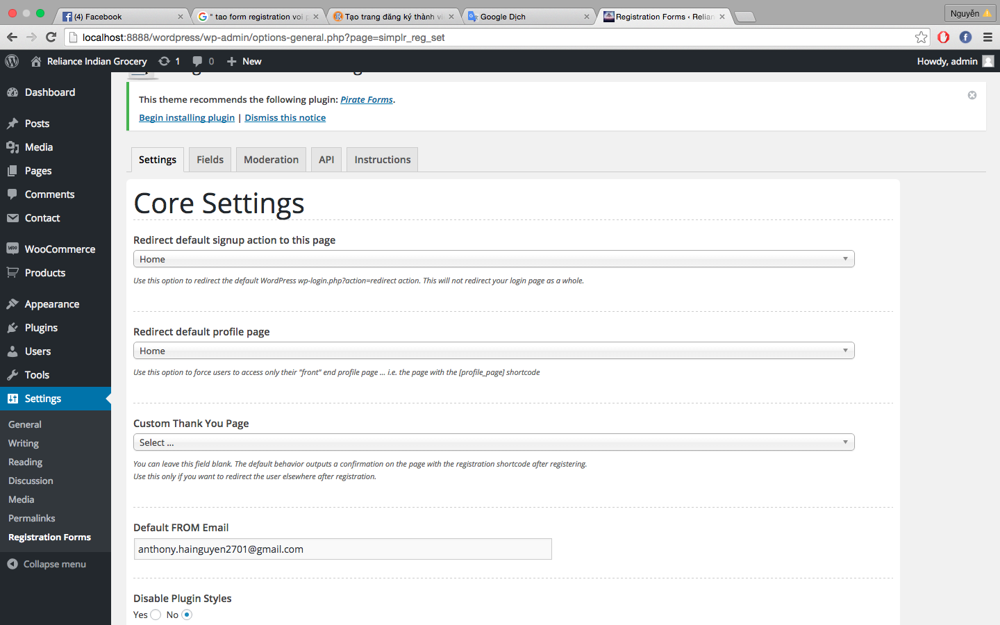 (4) Facebook
" tao form registration voi p
Tạo trang đăng ký thành vi
Google Dịch
Registration Forms ‹ Relian
Nguyễn
localhost:8888/wordpress/wp-admin/options-general.php?page=simplr_reg_set
Reliance Indian Grocery
1
0
New
Howdy, admin
Dashboard
Posts
Media
Pages
Comments
Contact
WooCommerce
Products
Appearance
Plugins
Users
Tools
Settings
General
Writing
Reading
Discussion
Media
Permalinks
Registration Forms
Collapse menu
This theme recommends the following plugin: Pirate Forms.
Begin installing plugin | Dismiss this notice
Settings
Fields
Moderation
API
Instructions
Core Settings
Redirect default signup action to this page
Home
Use this option to redirect the default WordPress wp-login.php?action=redirect action. This will not redirect your login page as a whole.
Redirect default profile page
Home
Use this option to force users to access only their "front" end profile page ... i.e. the page with the [profile_page] shortcode
Custom Thank You Page
Select ...
You can leave this field blank. The default behavior outputs a confirmation on the page with the registration shortcode after registering.
Use this only if you want to redirect the user elsewhere after registration.
Default FROM Email
anthony.hainguyen2701@gmail.com
Disable Plugin Styles
Yes No